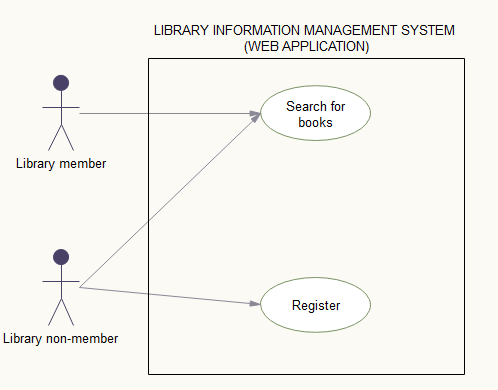 LIBRARY INFORMATION MANAGEMENT SYSTEM
(WEB APPLICATION)
Search for
books
Library member
Register
Library non-member